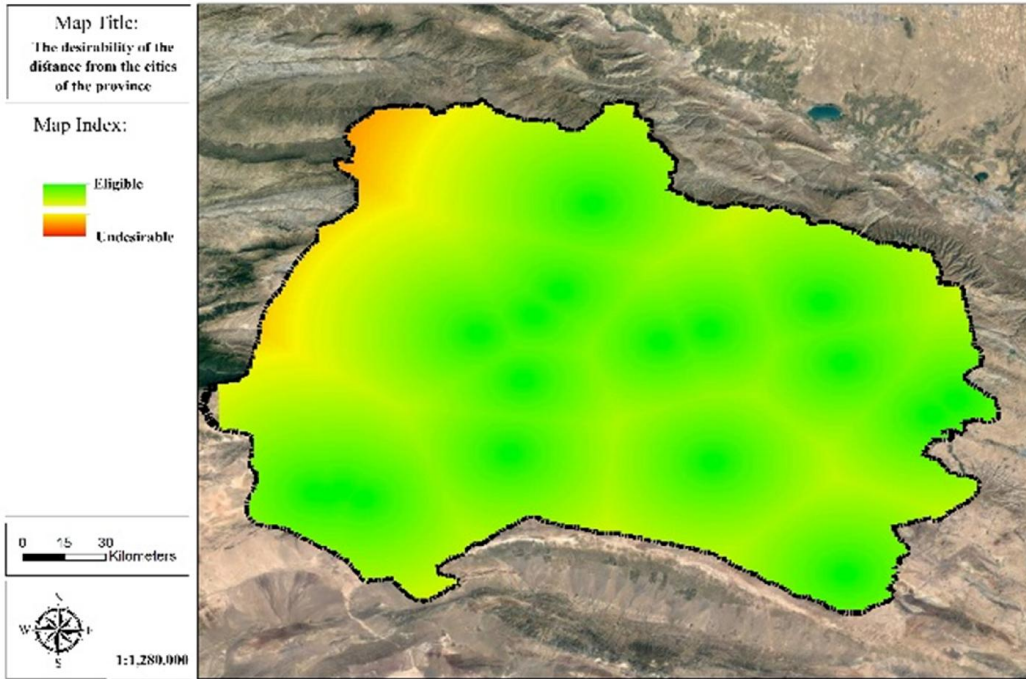 Map Title:
The desirability of the
distance from the cities
of the province
Map Index:
Eligible
Undesirable
0 15 30
Kilometers
N
W E
S
1:1,280,000